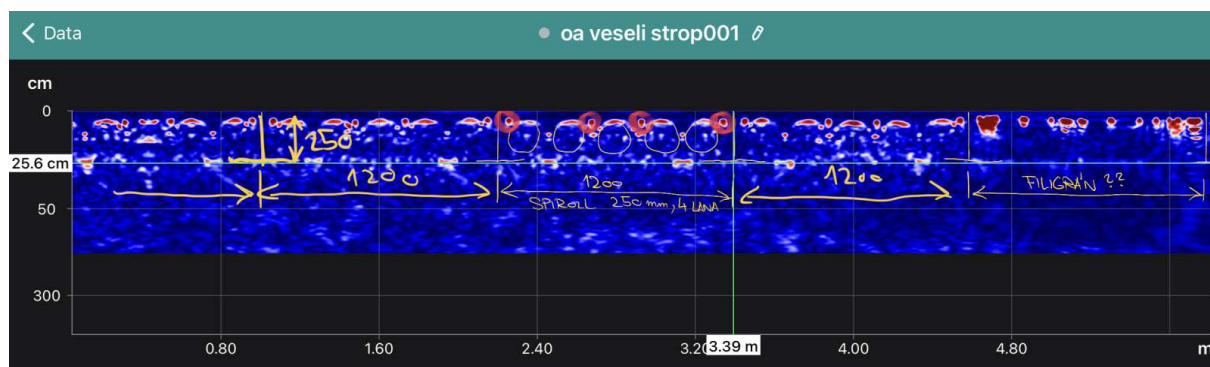 Data
oa veseli strop001
cm
0
250
25.6 cm
1200
1200
SPIROLL 250 mm, 4 LANA
1200
FILIGRÁN ??
50
300
0.80
1.60
2.40
3.20
3.39 m
4.00
4.80
m